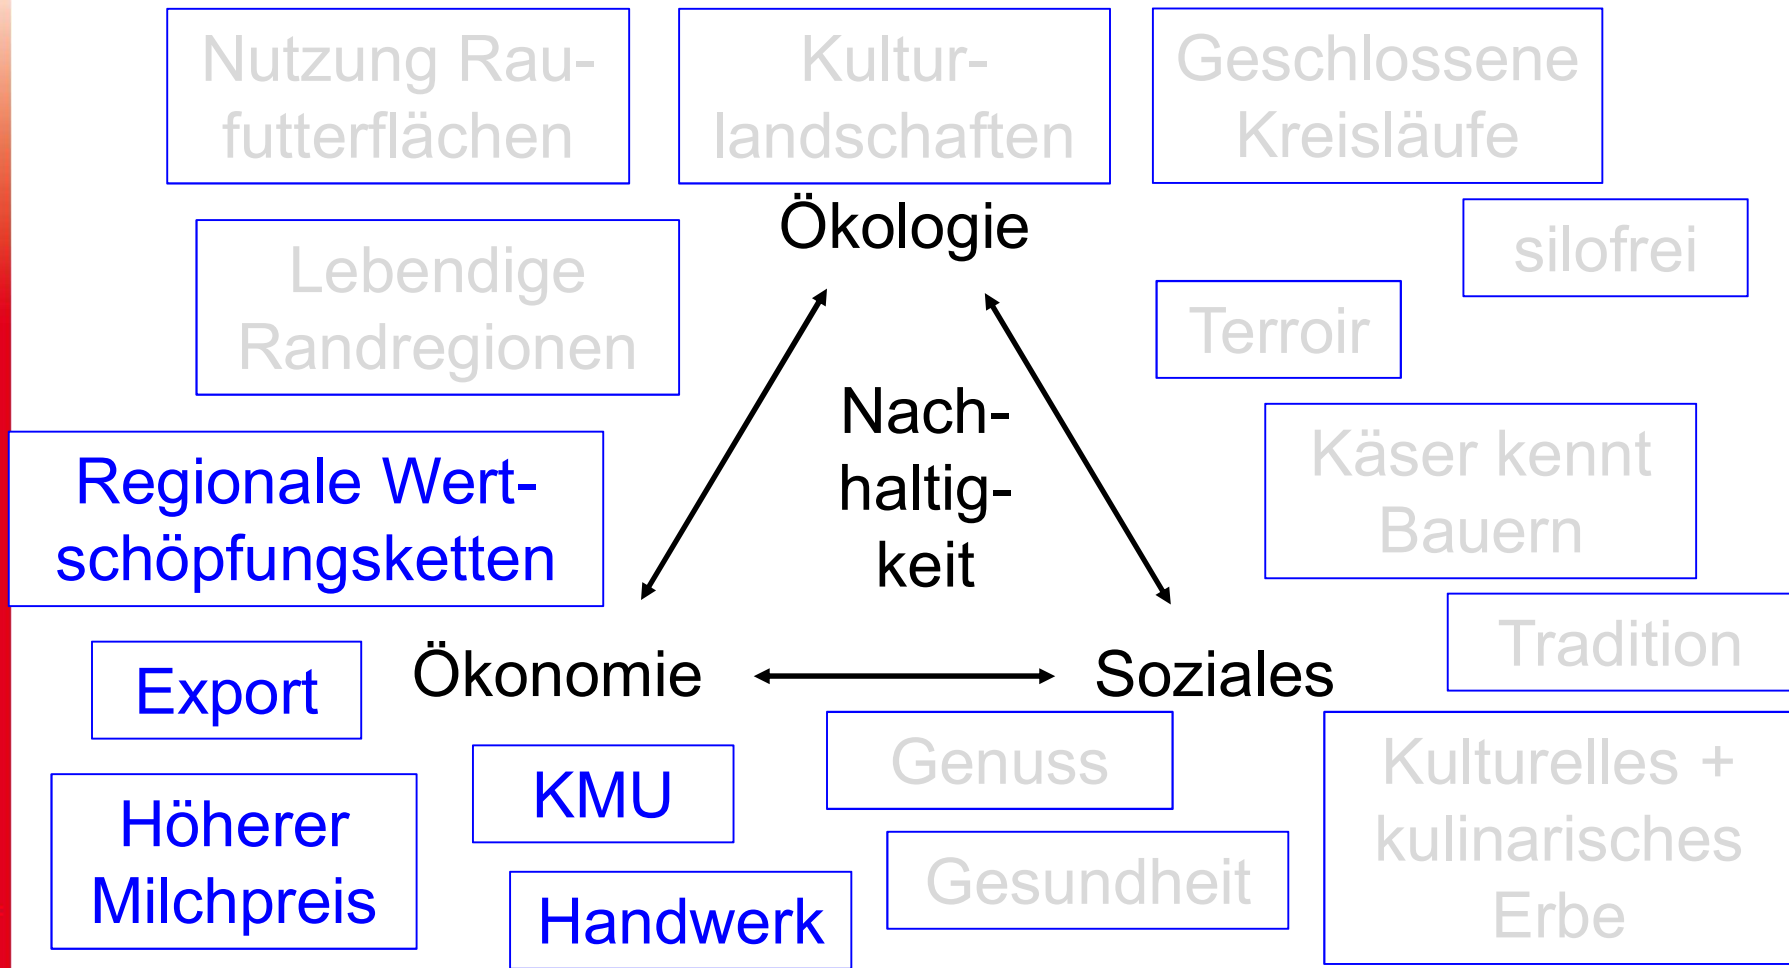 Nutzung Rau-
futterflächen
Kultur-
landschaften
Geschlossene
Kreisläufe
Ökologie
silofrei
Lebendige
Randregionen
Terroir
Nach-
haltig-
keit
Käser kennt
Bauern
Regionale Wert-
schöpfungsketten
Tradition
Export
Ökonomie
Soziales
Genuss
KMU
Kulturelles +
kulinarisches
Erbe
Höherer
Milchpreis
Gesundheit
Handwerk